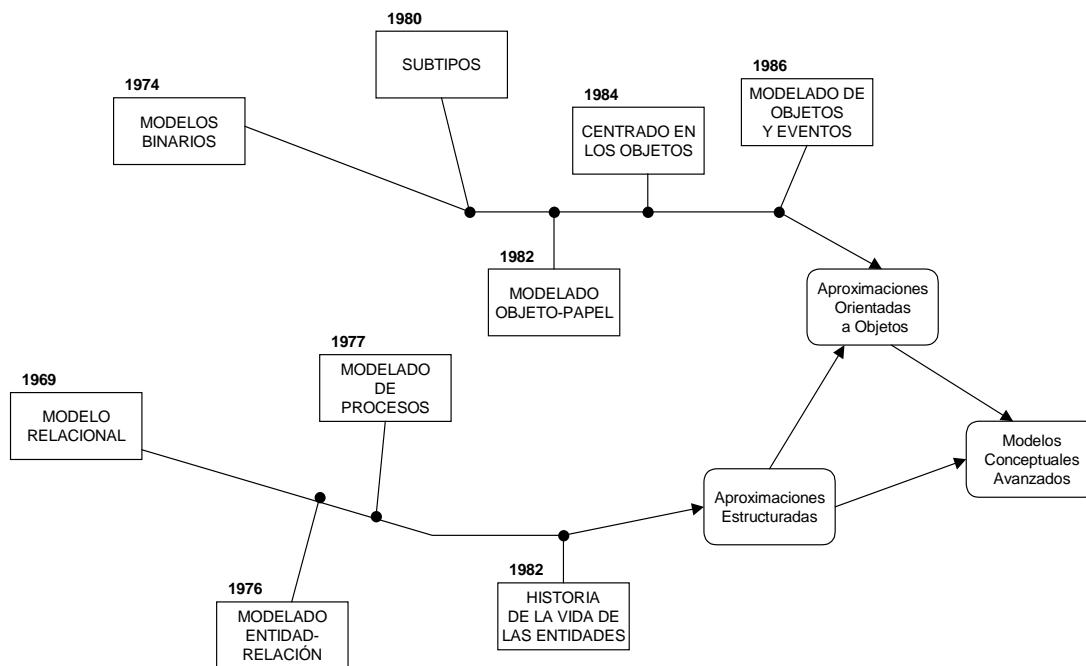 1980
SUBTIPOS
1974
MODELOS
BINARIOS
1984
CENTRADO EN
LOS OBJETOS
1986
MODELADO DE
OBJETOS
Y EVENTOS
1982
MODELADO
OBJETO-PAPEL
Aproximaciones
Orientadas
a Objetos
1977
MODELADO
DE
PROCESOS
1969
MODELO
RELACIONAL
Modelos
Conceptuales
Avanzados
Aproximaciones
Estructuradas
1976
MODELADO
ENTIDAD-
RELACIÓN
1982
HISTORIA
DE LA VIDA DE
LAS ENTIDADES